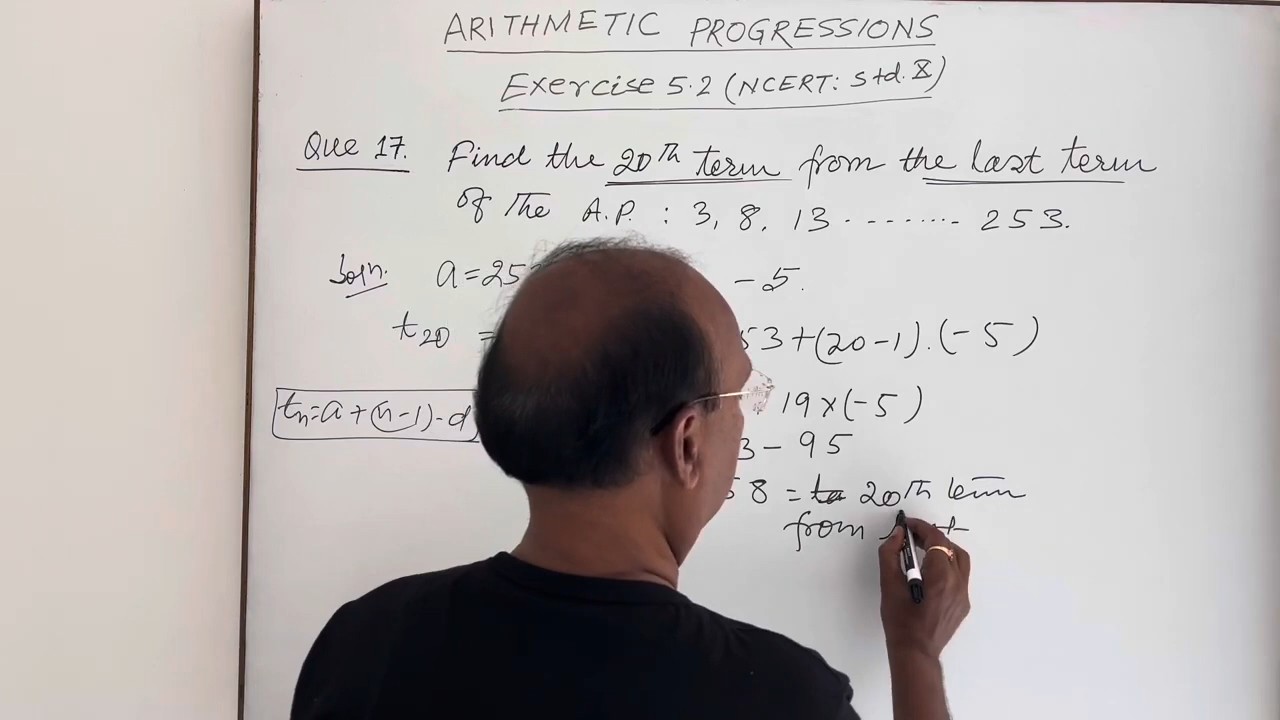 ARITHMETIC PROGRESSIONS
Exercise 5.2 (NCERT: Std. X)
Que 17. Find the 20th term from the last term
of the A.P. : 3, 8, 13 ........ 253.
Soln. a=25 -5.
t20 = 53+(20-1).(-5)
19x(-5)
tn=a+(n-1)-d
3-95
58 = 20th term
from